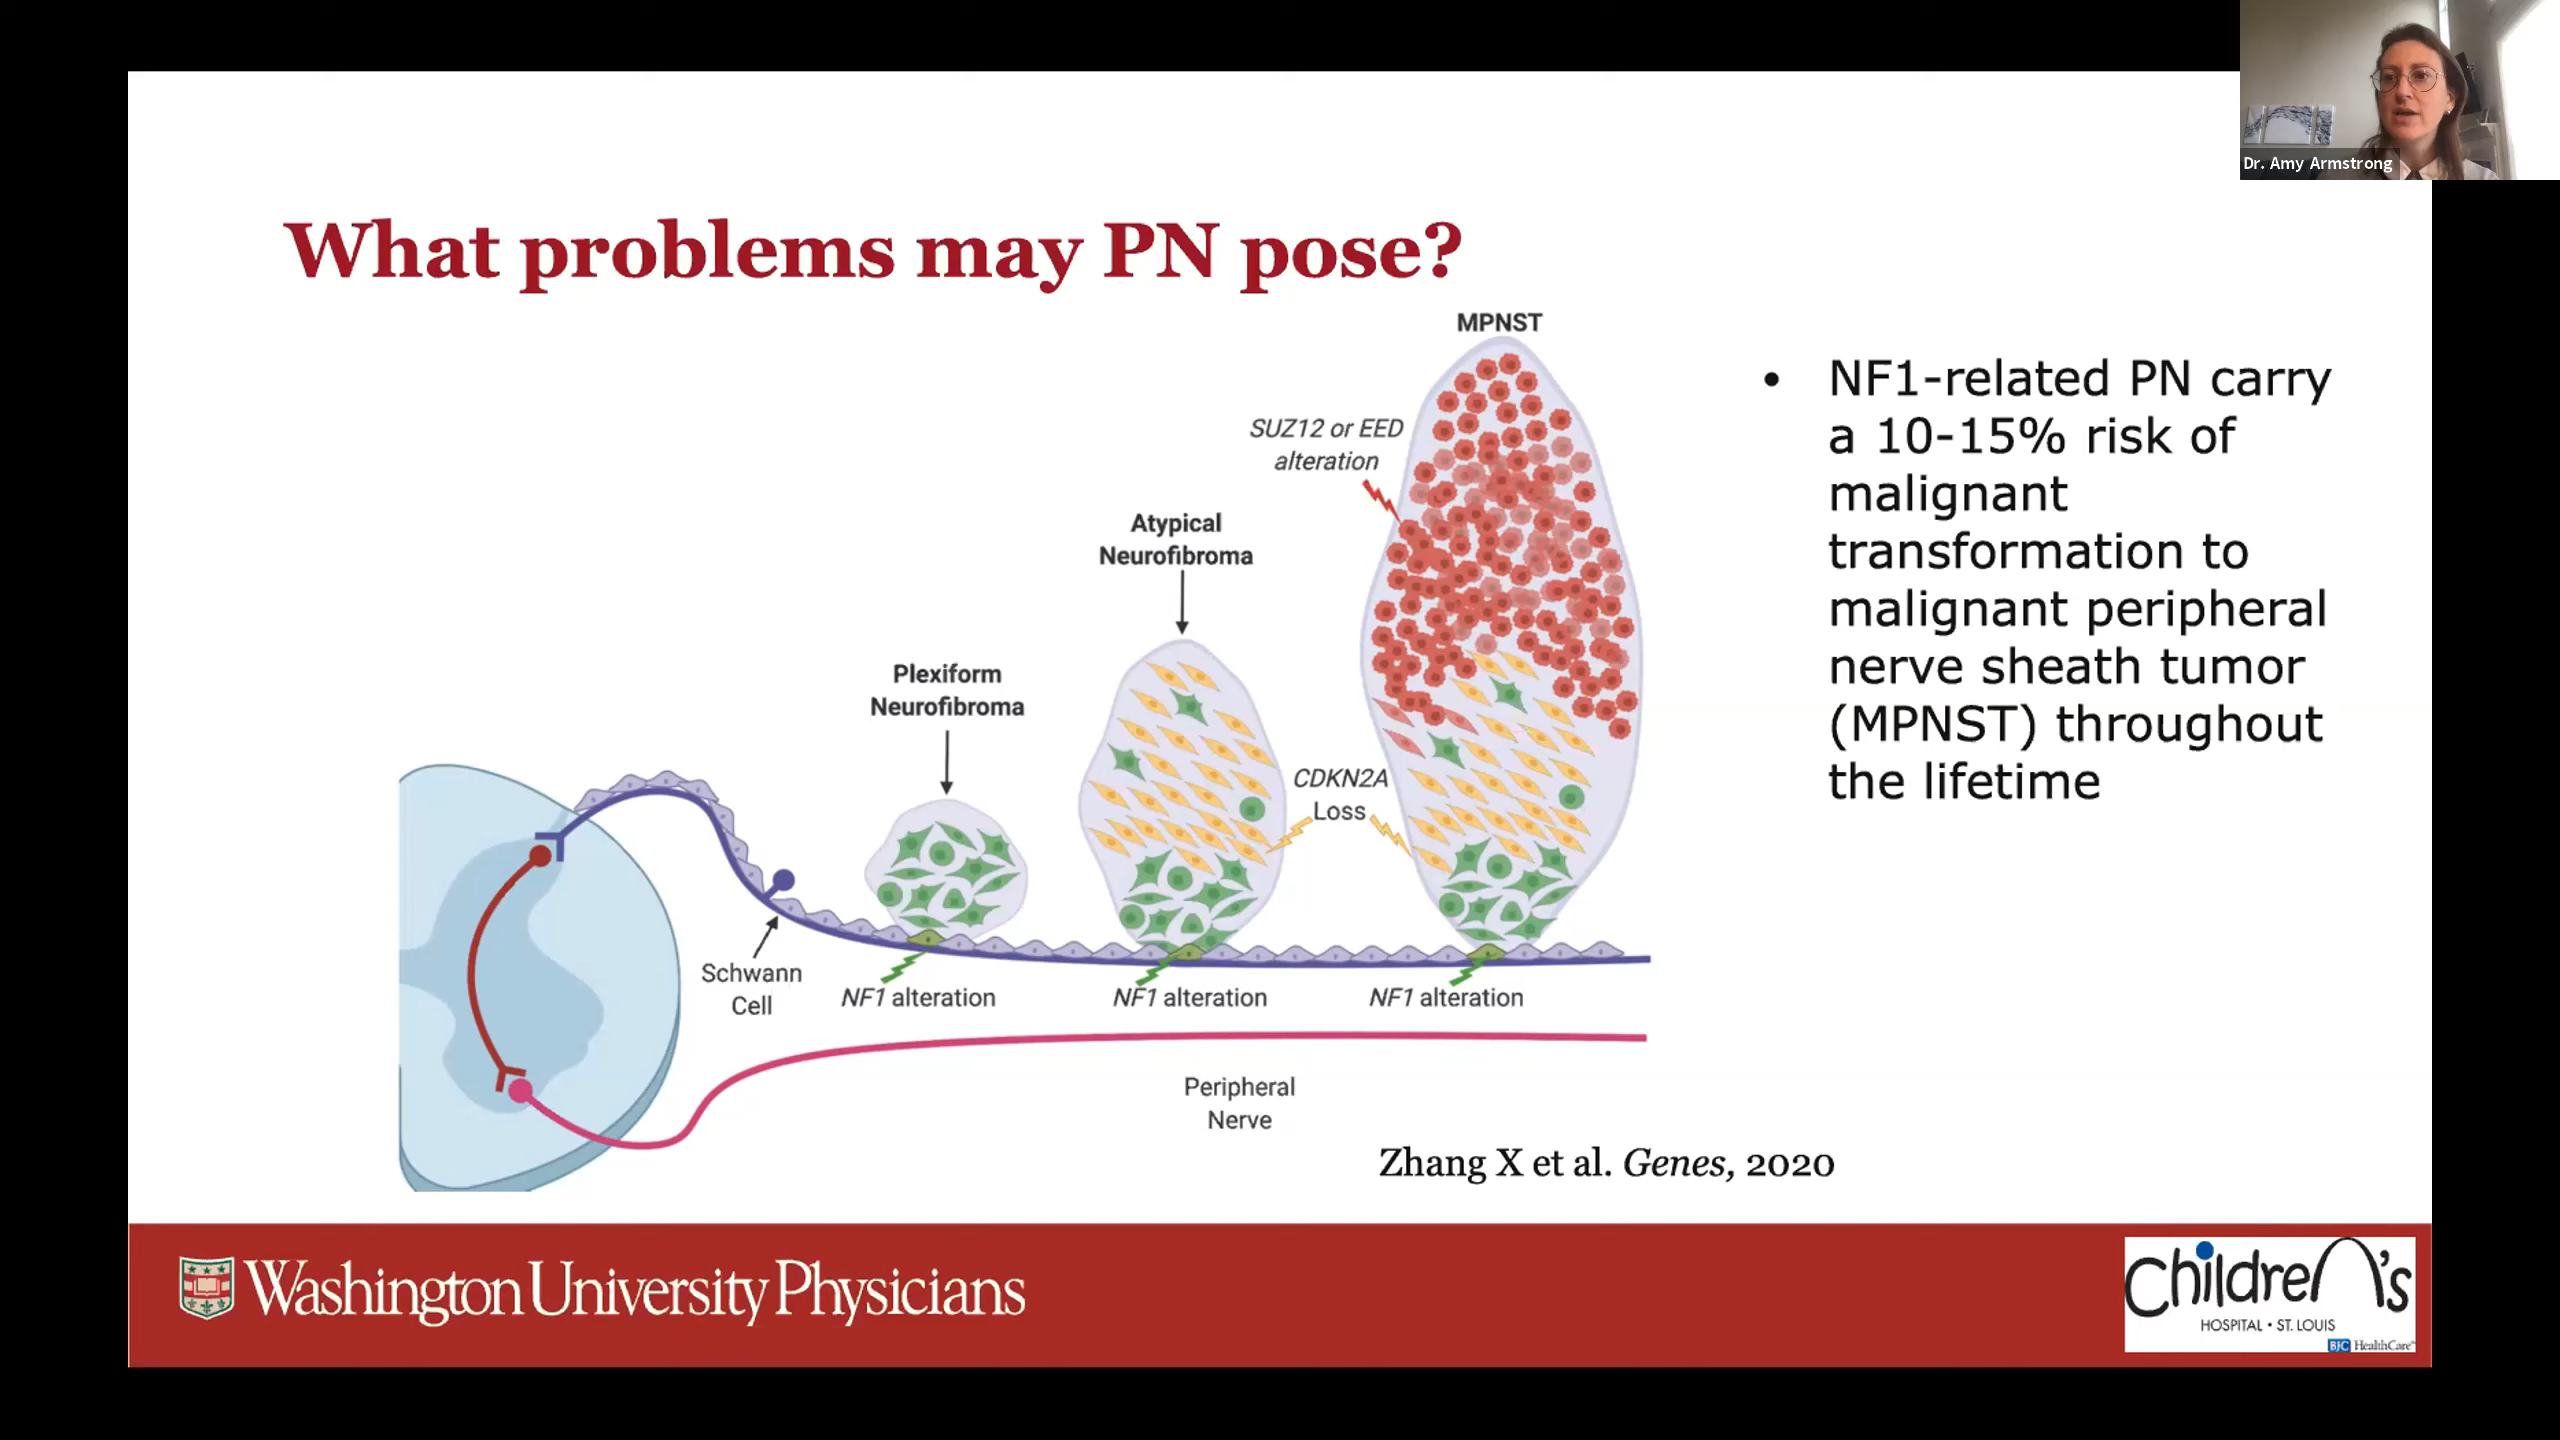 Dr. Amy Armstrong
What problems may PN pose?
MPNST
SUZ12 or EED
alteration
Atypical
Neurofibroma
Plexiform
Neurofibroma
CDKN2A
Loss
Schwann
Cell
NF1 alteration
NF1 alteration
NF1 alteration
Peripheral
Nerve
• NF1-related PN carry
a 10-15% risk of
malignant
transformation to
malignant peripheral
nerve sheath tumor
(MPNST) throughout
the lifetime
Zhang X et al. Genes, 2020
Washington University Physicians
Children's
HOSPITAL • ST. LOUIS
BJC HealthCare